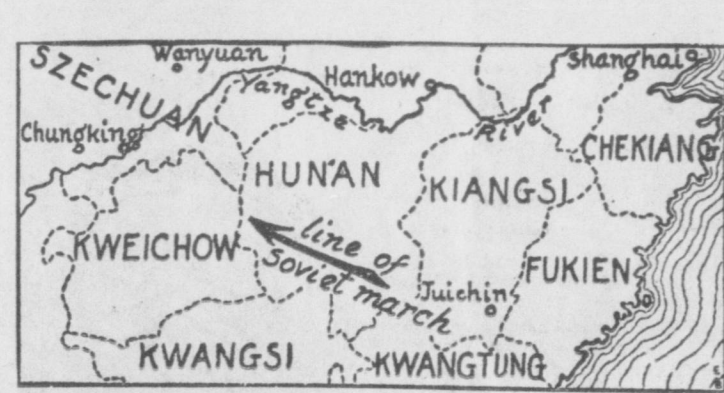 SZECHUAN
Wanyuan
Yangtze
Hankow
River
Shanghai
Chungking
HUNAN
KIANGSI
CHEKIANG
KWEICHOW
line of
Soviet march
Juichin
FUKIEN
KWANGSI
KWANGTUNG